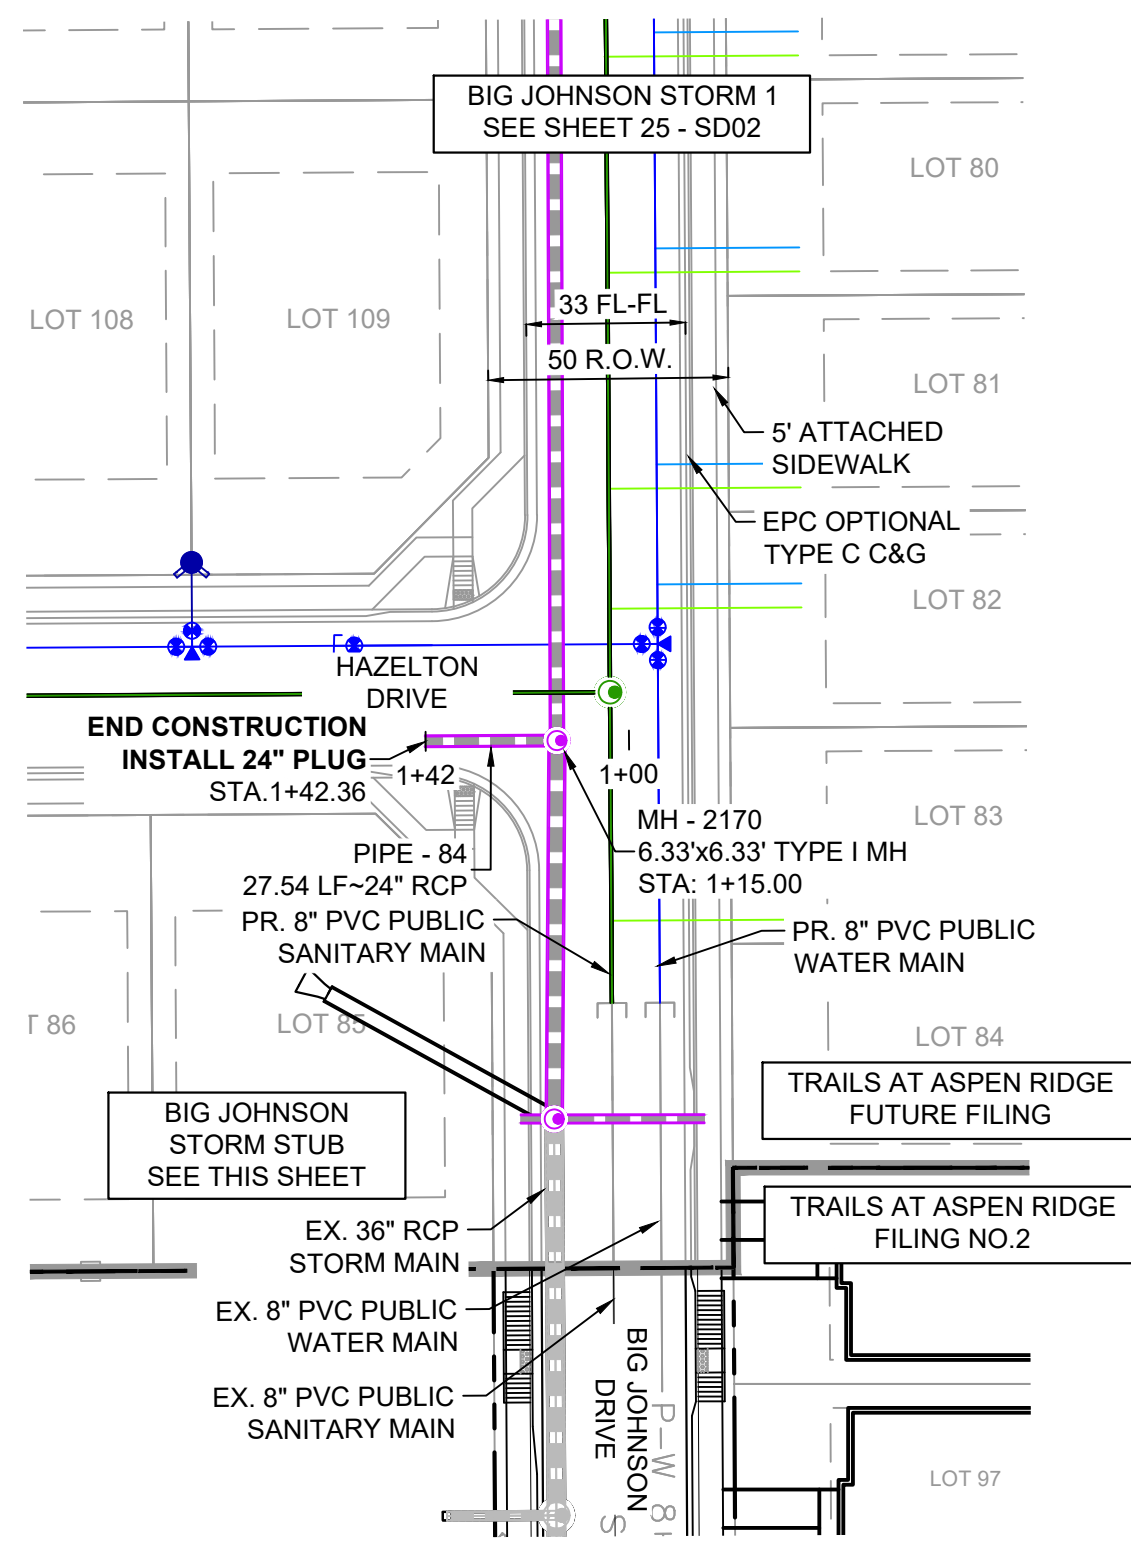 BIG JOHNSON STORM 1
SEE SHEET 25 - SD02
LOT 80
33 FL-FL
LOT 108
LOT 109
50 R.O.W.
LOT 81
5' ATTACHED
SIDEWALK
EPC OPTIONAL
TYPE C C&G
LOT 82
HAZELTON
DRIVE
END CONSTRUCTION
INSTALL 24" PLUG
STA.1+42.36
1+42
1+00
MH - 2170
6.33'x6.33' TYPE I MH
STA: 1+15.00
LOT 83
PIPE - 84
27.54 LF~24" RCP
PR. 8" PVC PUBLIC
SANITARY MAIN
PR. 8" PVC PUBLIC
WATER MAIN
T 86
LOT 85
LOT 84
TRAILS AT ASPEN RIDGE
FUTURE FILING
BIG JOHNSON
STORM STUB
SEE THIS SHEET
TRAILS AT ASPEN RIDGE
FILING NO.2
EX. 36" RCP
STORM MAIN
EX. 8" PVC PUBLIC
WATER MAIN
EX. 8" PVC PUBLIC
SANITARY MAIN
BIG JOHNSON
DRIVE
P-W 8
S
LOT 97